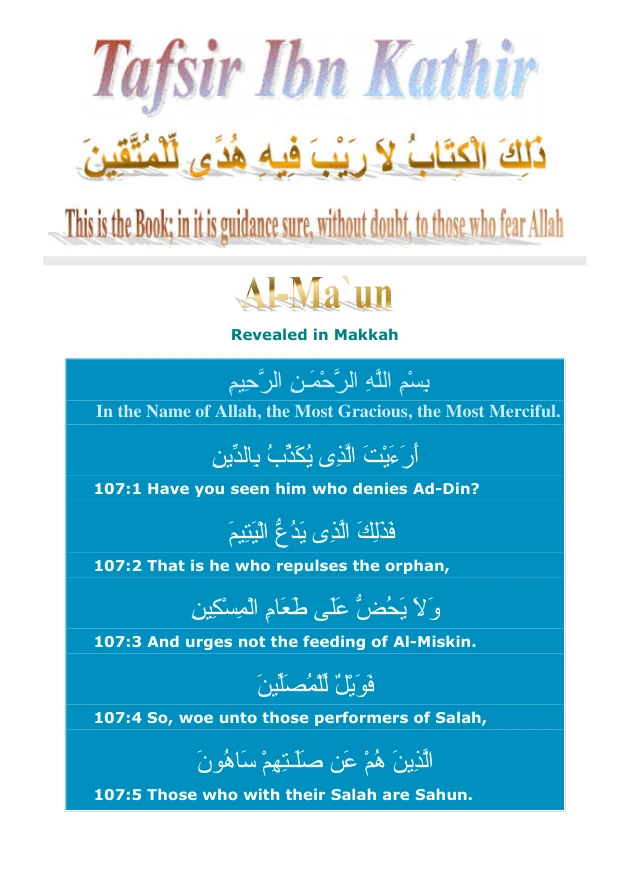 Tafsir Ibn Kathir
ذَلِكَ الْكِتَابُ لاَ رَيْبَ فِيهِ هُدًى لِّلْمُتَّقِينَ
This is the Book; in it is guidance sure, without doubt, to those who fear Allah
Al-Ma`un
Revealed in Makkah
بِسْمِ اللَّهِ الرَّحْمَـنِ الرَّحِيمِ
In the Name of Allah, the Most Gracious, the Most Merciful.
أَرَءَيْتَ الَّذِى يُكَذِّبُ بِالدِّينِ
107:1 Have you seen him who denies Ad-Din?
فَذَلِكَ الَّذِى يَدُعُّ الْيَتِيمَ
107:2 That is he who repulses the orphan,
وَلاَ يَحُضُّ عَلَى طَعَامِ الْمِسْكِينِ
107:3 And urges not the feeding of Al-Miskin.
فَوَيْلٌ لِّلْمُصَلِّينَ
107:4 So, woe unto those performers of Salah,
الَّذِينَ هُمْ عَن صَلَـتِهِمْ سَاهُونَ
107:5 Those who with their Salah are Sahun.